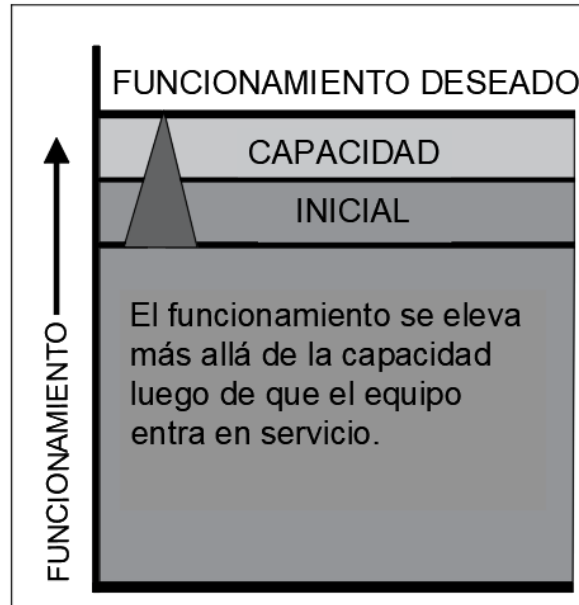 FUNCIONAMIENTO DESEADO
CAPACIDAD
INICIAL
El funcionamiento se eleva
más allá de la capacidad
luego de que el equipo
entra en servicio.
FUNCIONAMIENTO